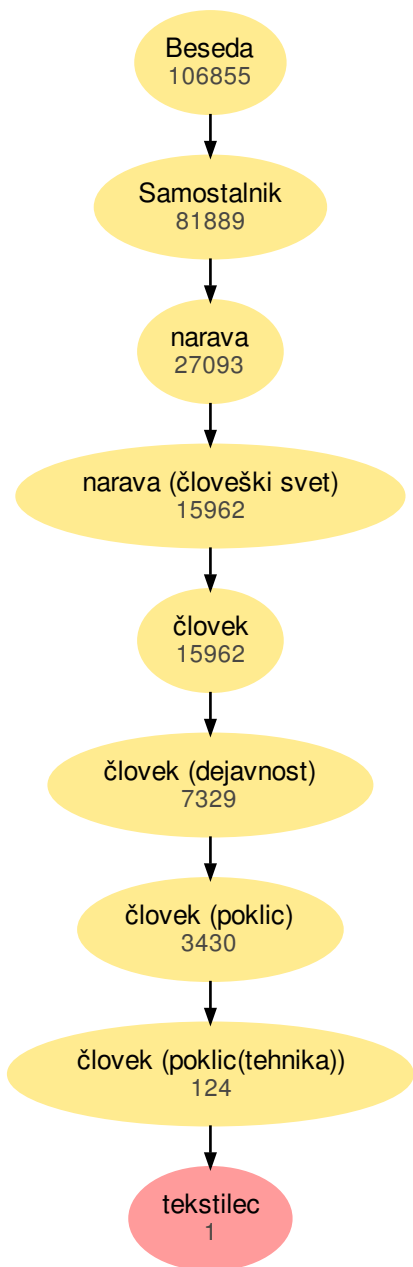 Beseda
106855
Samostalnik
81889
narava
27093
narava (človeški svet)
15962
človek
15962
človek (dejavnost)
7329
človek (poklic)
3430
človek (poklic(tehnika))
124
tekstilec
1